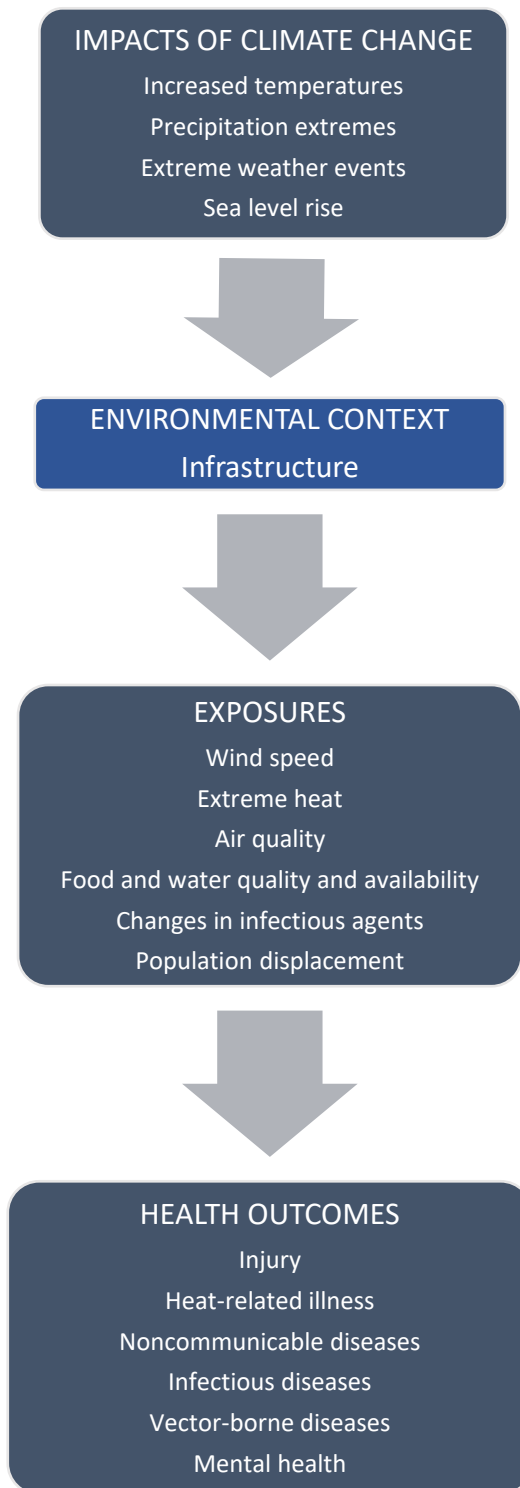 IMPACTS OF CLIMATE CHANGE
Increased temperatures
Precipitation extremes
Extreme weather events
Sea level rise
ENVIRONMENTAL CONTEXT
Infrastructure
EXPOSURES
Wind speed
Extreme heat
Air quality
Food and water quality and availability
Changes in infectious agents
Population displacement
HEALTH OUTCOMES
Injury
Heat-related illness
Noncommunicable diseases
Infectious diseases
Vector-borne diseases
Mental health